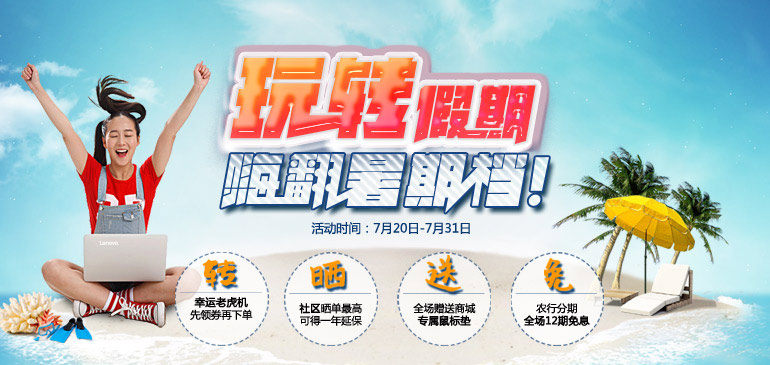 玩转假期
嗨翻暑期档!
活动时间:7月20日-7月31日
转
幸运老虎机
先领券再下单
晒
社区晒单最高
可得一年延保
送
全场赠送商城
专属鼠标垫
免
农行分期
全场12期免息
Lenovo